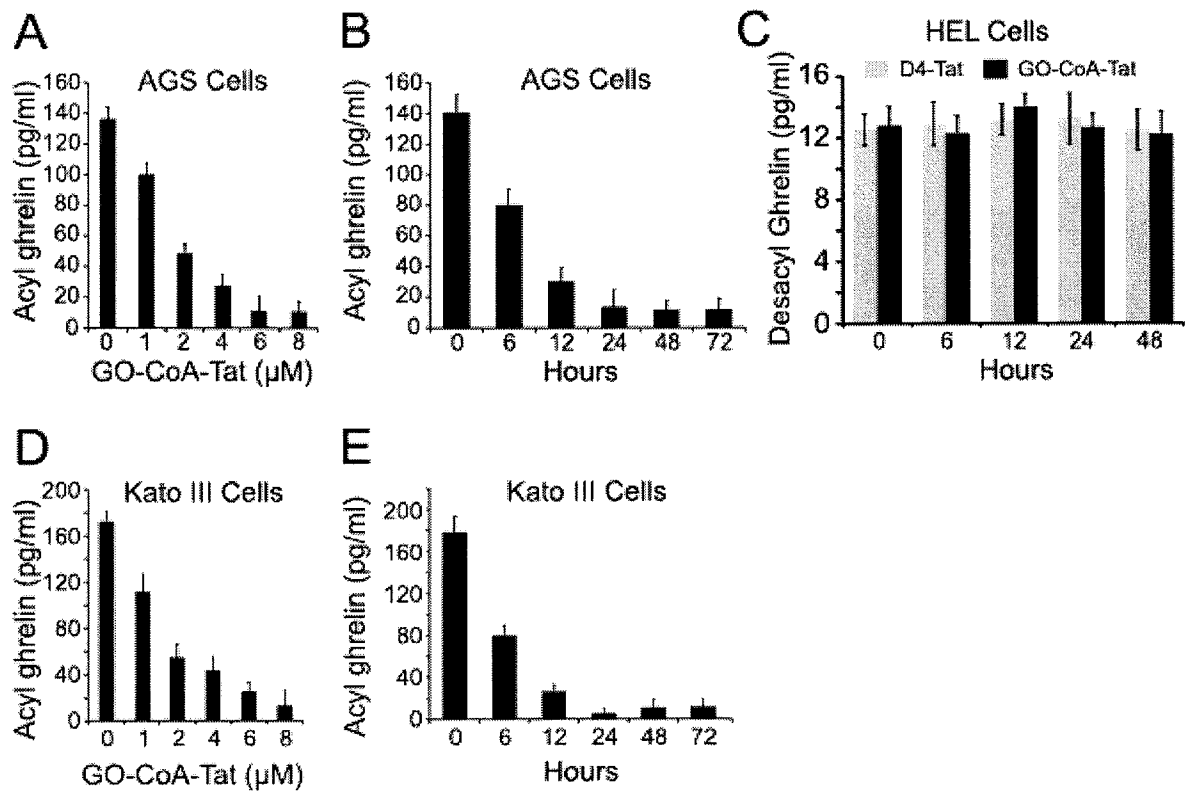 A
AGS Cells
Acyl ghrelin (pg/ml)
160
140
120
100
80
60
40
20
0
0 1 2 4 6 8
GO-CoA-Tat (µM)
B
AGS Cells
Acyl ghrelin (pg/ml)
160
140
120
100
80
60
40
20
0
0 6 12 24 48 72
Hours
C
HEL Cells
D4-Tat GO-CoA-Tat
Desacyl Ghrelin (pg/ml)
16
12
8
4
0
0 6 12 24 48
Hours
D
Kato III Cells
Acyl ghrelin (pg/ml)
200
160
120
80
40
0
0 1 2 4 6 8
GO-CoA-Tat (µM)
E
Kato III Cells
Acyl ghrelin (pg/ml)
200
160
120
80
40
0
0 6 12 24 48 72
Hours